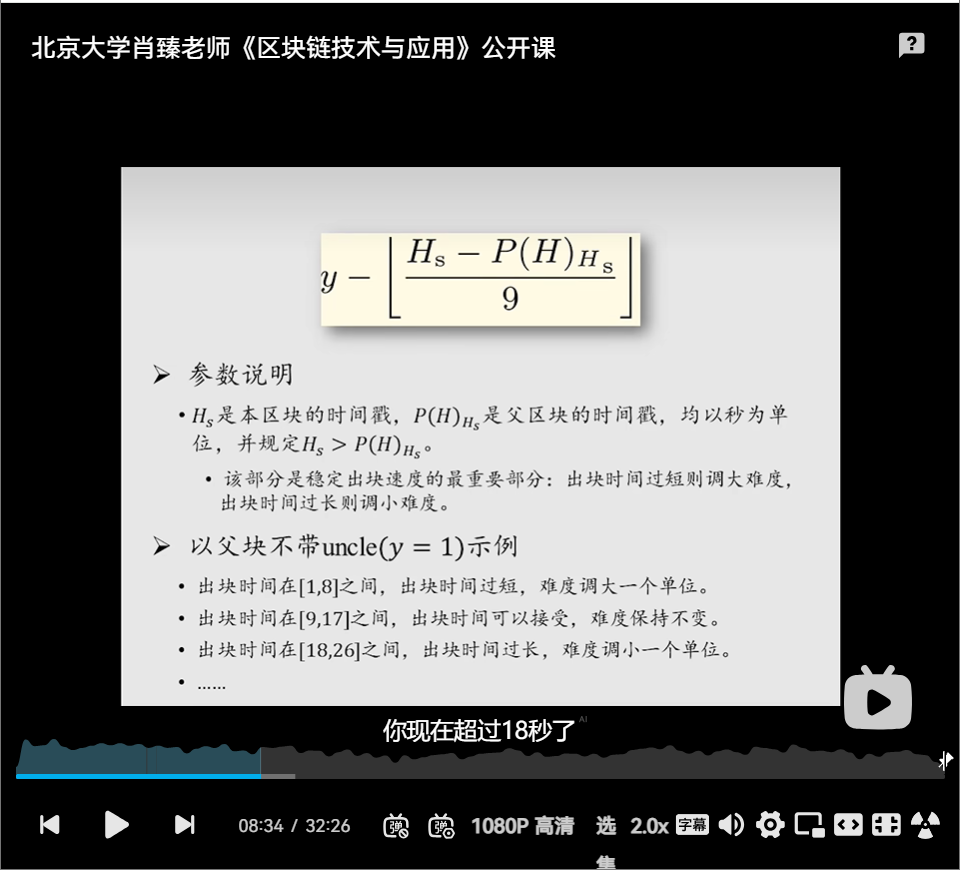 北京大学肖臻老师《区块链技术与应用》公开课
y − ⌊ (H_s − P(H)_{H_s}) / 9 ⌋
➢ 参数说明
• H_s是本区块的时间戳，P(H)_{H_s}是父区块的时间戳，均以秒为单
位，并规定H_s > P(H)_{H_s}。
• 该部分是稳定出块速度的最重要部分：出块时间过短则调大难度，
出块时间过长则调小难度。
➢ 以父块不带uncle(y = 1)示例
• 出块时间在[1,8]之间，出块时间过短，难度调大一个单位。
• 出块时间在[9,17]之间，出块时间可以接受，难度保持不变。
• 出块时间在[18,26]之间，出块时间过长，难度调小一个单位。
• ……
你现在超过18秒了 AI
08:34 / 32:26 弹 弹 1080P 高清 选集 2.0x 字幕